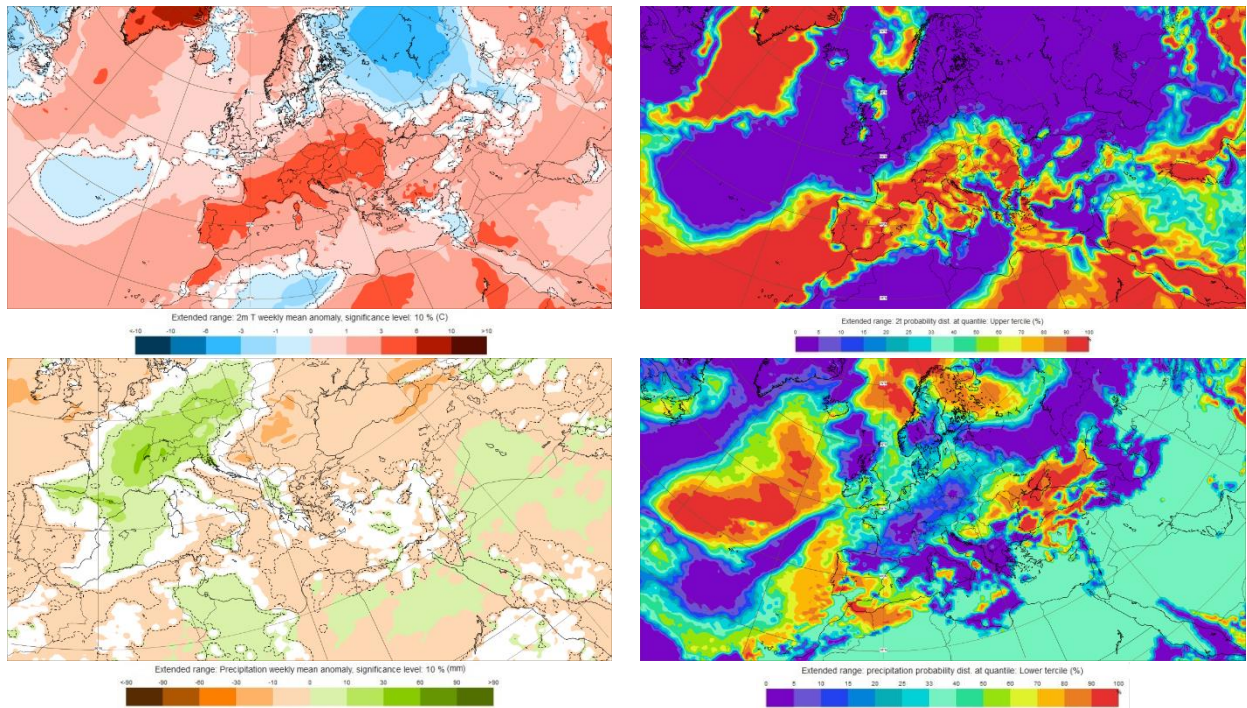 Extended range: 2m T weekly mean anomaly, significance level: 10 % (C)
<-10 -10 -6 -3 -1 0 1 3 6 10 >10
Extended range: 2t probability dist. at quantile: Upper tercile (%)
0 5 10 15 20 25 30 40 50 60 70 80 90 100
%
Extended range: Precipitation weekly mean anomaly, significance level: 10 % (mm)
<-90 -90 -60 -30 -10 0 10 30 60 90 >90
Extended range: precipitation probability dist. at quantile: Lower tercile (%)
0 5 10 15 20 25 33 40 50 60 70 80 90 100
%